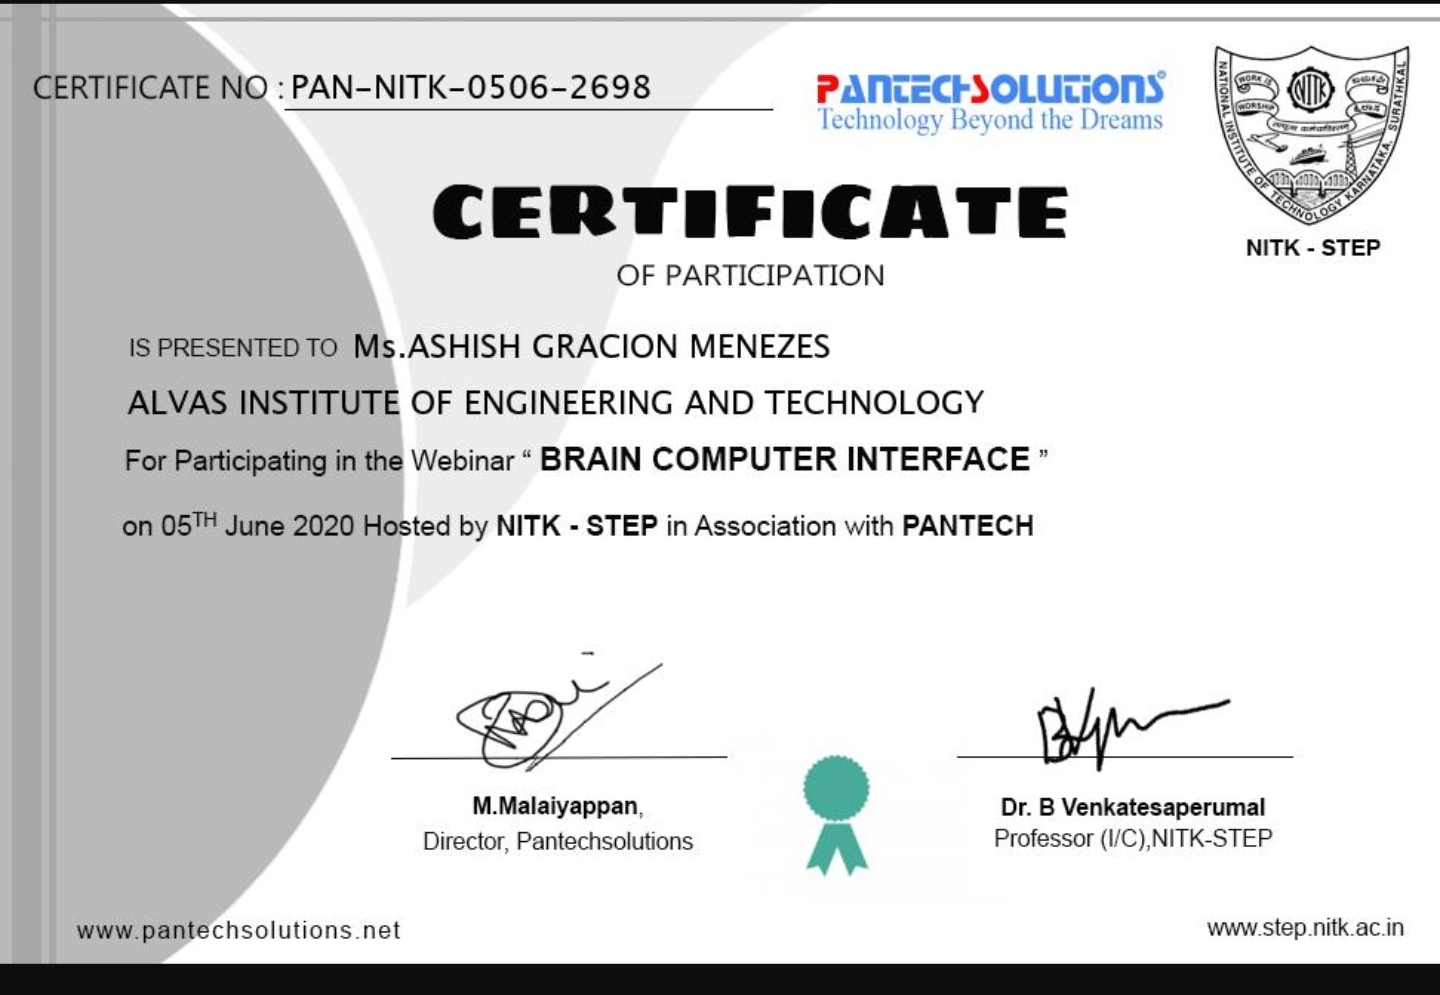 CERTIFICATE NO : PAN-NITK-0506-2698
PANTECHSOLUTIONS©
Technology Beyond the Dreams
WORK IS WORSHIP
NITK
NATIONAL INSTITUTE OF TECHNOLOGY KARNATAKA, SURATHKAL
NITK - STEP
CERTIFICATE
OF PARTICIPATION
IS PRESENTED TO Ms.ASHISH GRACION MENEZES
ALVAS INSTITUTE OF ENGINEERING AND TECHNOLOGY
For Participating in the Webinar “ BRAIN COMPUTER INTERFACE ”
on 05TH June 2020 Hosted by NITK - STEP in Association with PANTECH
M.Malaiyappan,
Director, Pantechsolutions
Dr. B Venkatesaperumal
Professor (I/C),NITK-STEP
www.pantechsolutions.net
www.step.nitk.ac.in